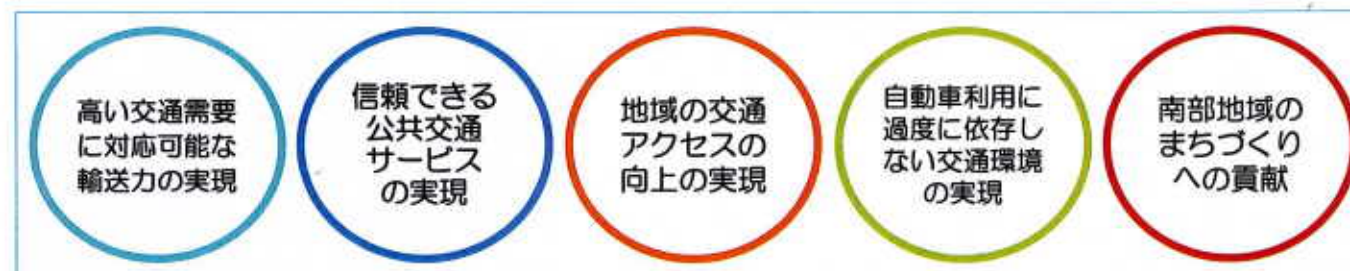 高い交通需要
に対応可能な
輸送力の実現
信頼できる
公共交通
サービス
の実現
地域の交通
アクセスの
向上の実現
自動車利用に
過度に依存し
ない交通環境
の実現
南部地域の
まちづくり
への貢献